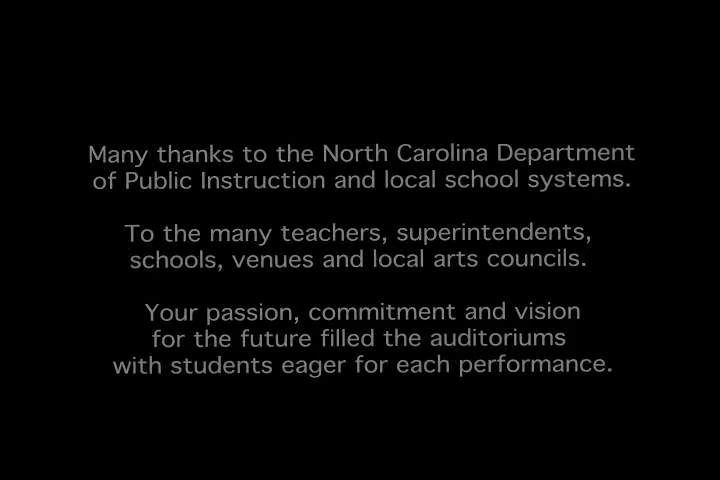 Many thanks to the North Carolina Department
of Public Instruction and local school systems.
To the many teachers, superintendents,
schools, venues and local arts councils.
Your passion, commitment and vision
for the future filled the auditoriums
with students eager for each performance.